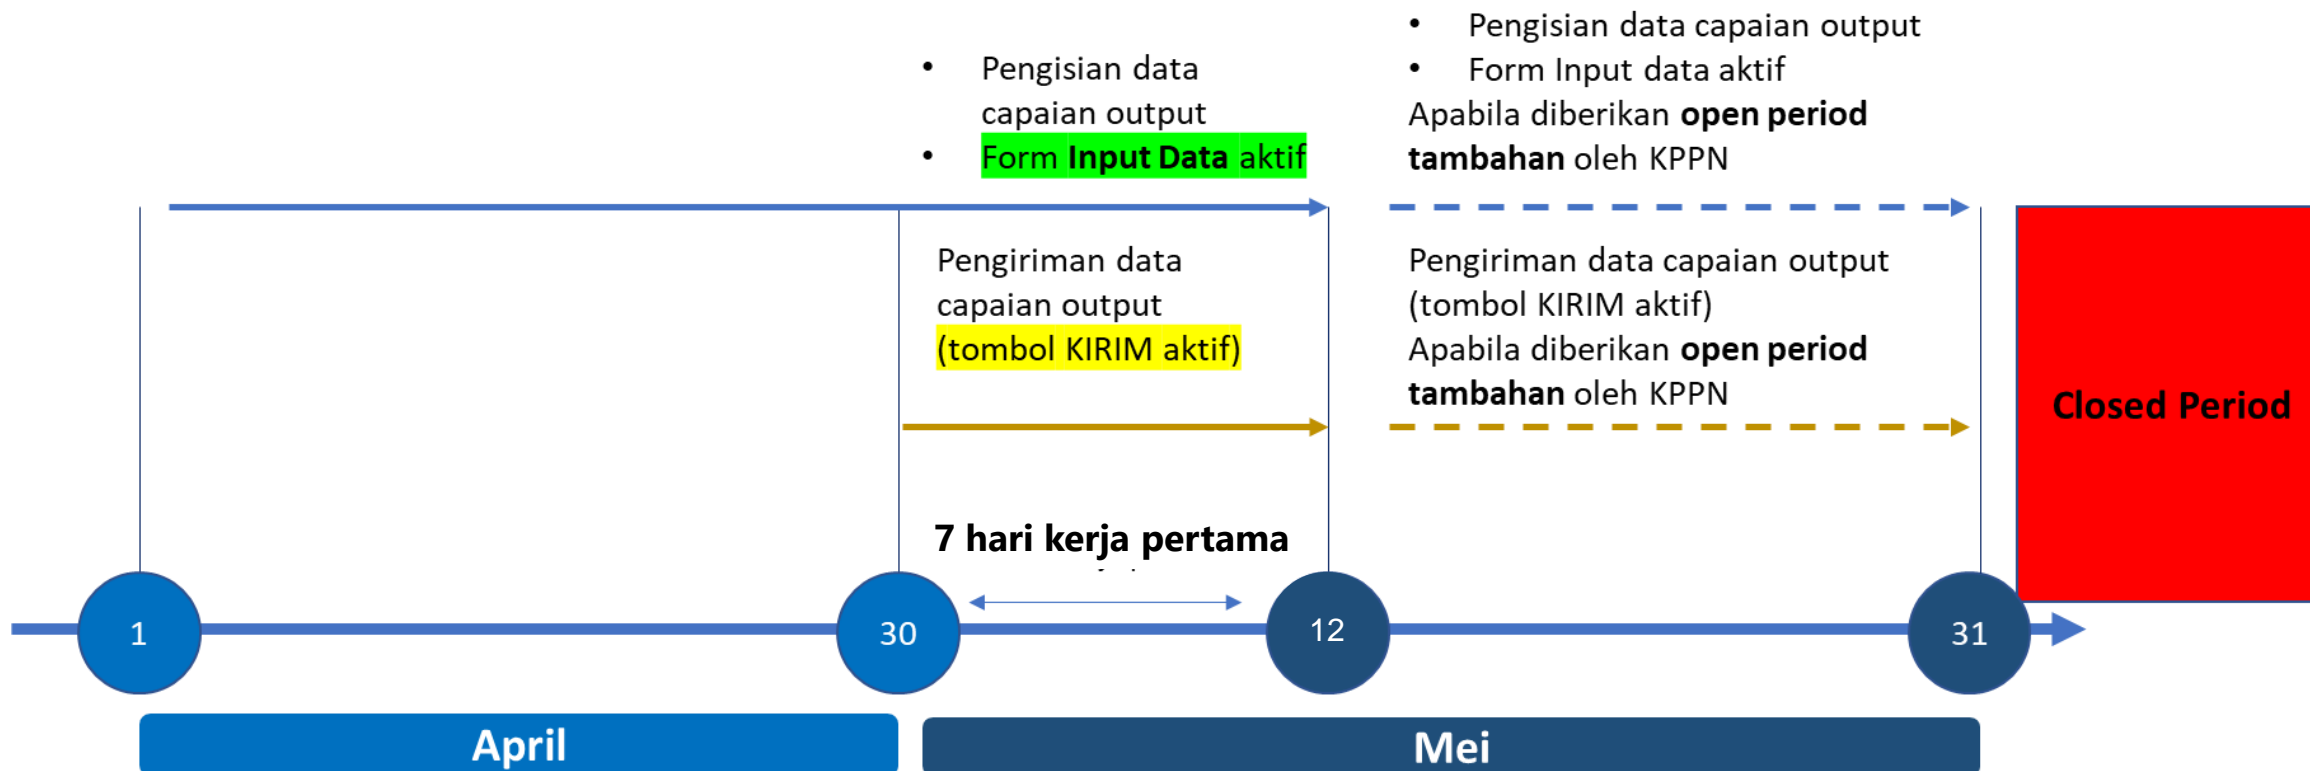 • Pengisian data
capaian output
• Form Input Data aktif
• Pengisian data capaian output
• Form Input data aktif
Apabila diberikan open period
tambahan oleh KPPN
Pengiriman data
capaian output
(tombol KIRIM aktif)
Pengiriman data capaian output
(tombol KIRIM aktif)
Apabila diberikan open period
tambahan oleh KPPN
Closed Period
7 hari kerja pertama
1
30
12
31
April
Mei